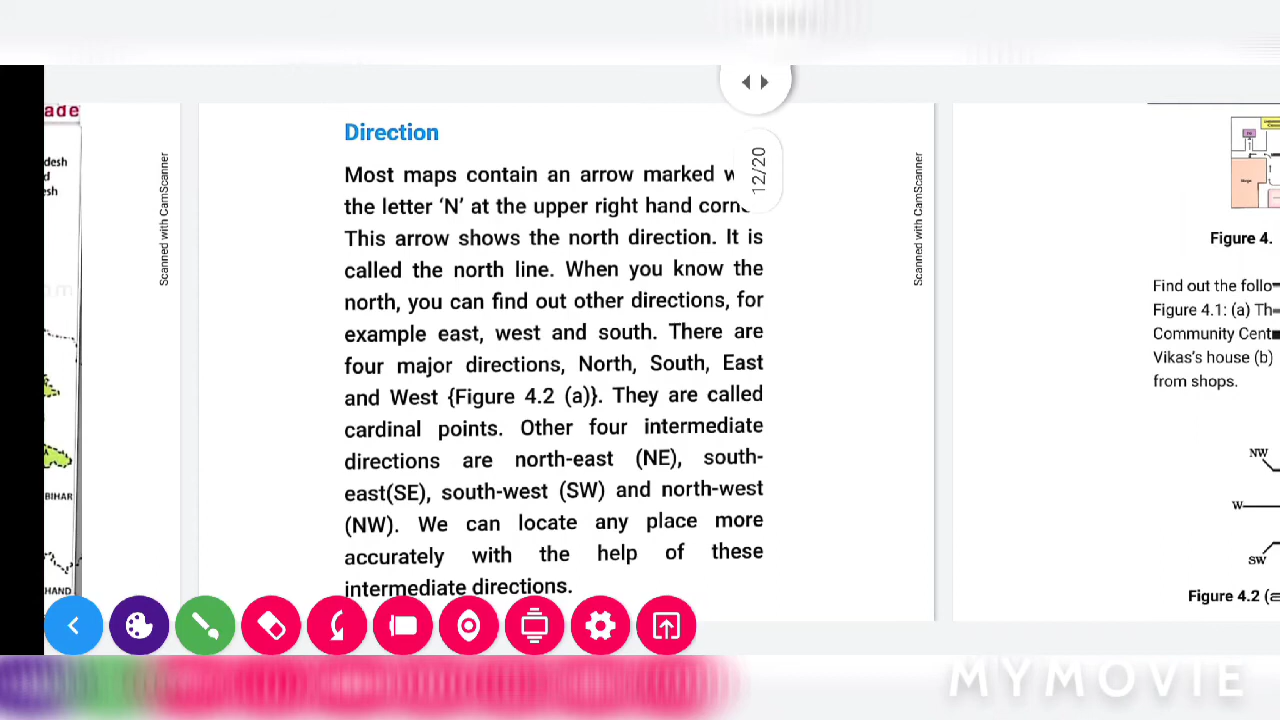 ade
desh
d
esh
BIHAR
HAND
Scanned with CamScanner
Direction
Most maps contain an arrow marked w
the letter ‘N’ at the upper right hand corn
This arrow shows the north direction. It is
called the north line. When you know the
north, you can find out other directions, for
example east, west and south. There are
four major directions, North, South, East
and West {Figure 4.2 (a)}. They are called
cardinal points. Other four intermediate
directions are north-east (NE), south-
east(SE), south-west (SW) and north-west
(NW). We can locate any place more
accurately with the help of these
intermediate directions.
12/20
Scanned with CamScanner
Figure 4.
Find out the follo
Figure 4.1: (a) Th
Community Cent
Vikas’s house (b)
from shops.
NW
W
SW
Figure 4.2 (
MYMOVIE